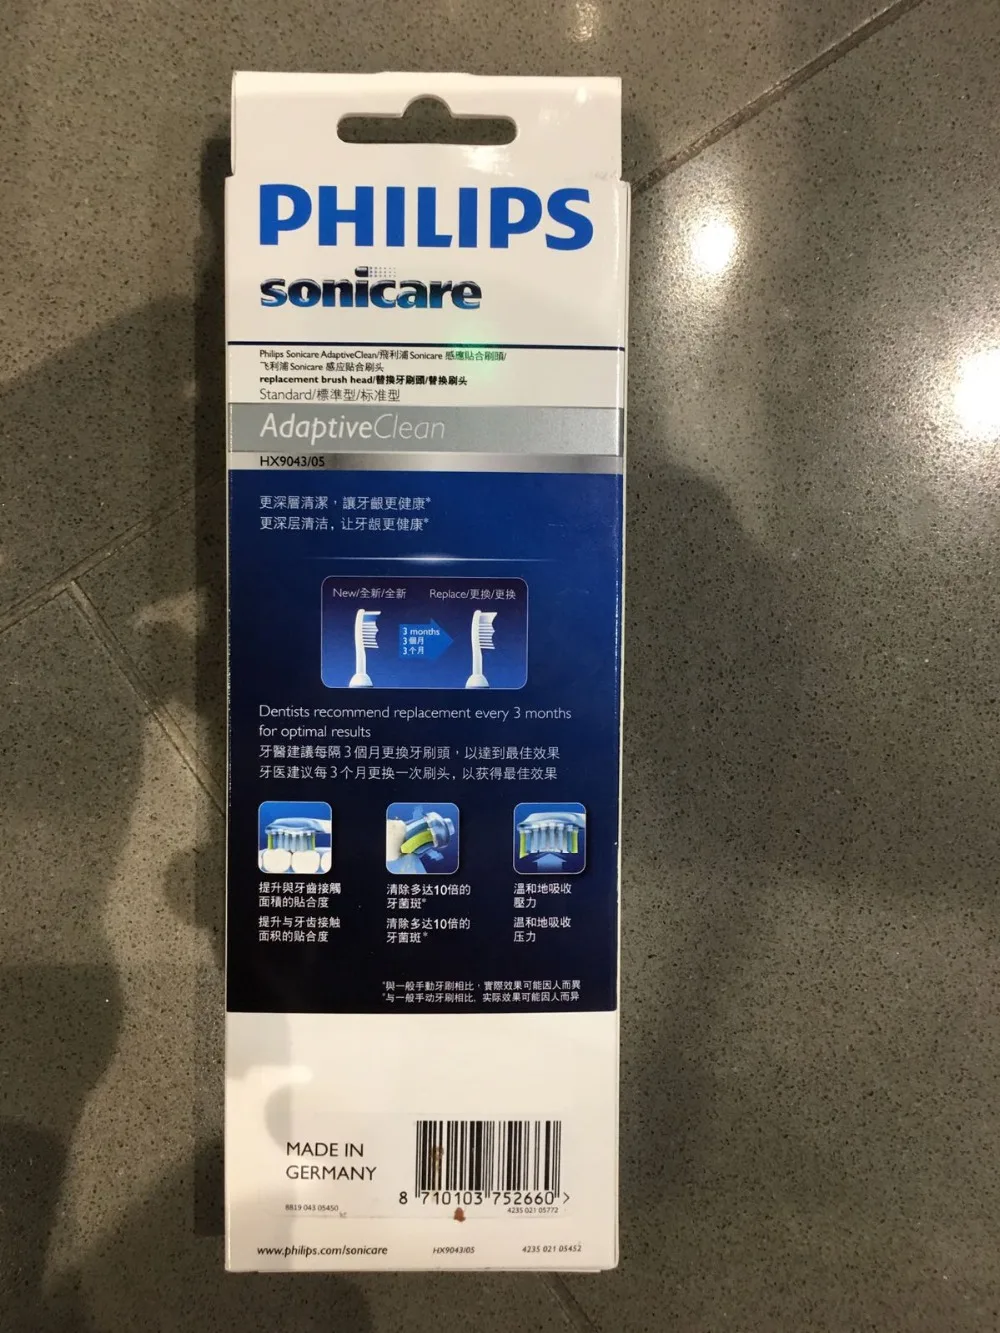 PHILIPS
sonicare
Philips Sonicare AdaptiveClean/飛利浦 Sonicare 感應貼合刷頭/
飞利浦 Sonicare 感应贴合刷头
replacement brush head/替換牙刷頭/替换刷头
Standard/標準型/标准型
AdaptiveClean
HX9043/05
更深層清潔，讓牙齦更健康*
更深层清洁, 让牙龈更健康*
New/全新/全新 Replace/更換/更换
3 months
3 個月
3 个月
Dentists recommend replacement every 3 months
for optimal results
牙醫建議每隔 3 個月更換牙刷頭，以達到最佳效果
牙医建议每 3 个月更换一次刷头, 以获得最佳效果
提升與牙齒接觸
面積的貼合度
提升与牙齿接触
面积的贴合度
清除多达10倍的
牙菌斑*
清除多达10倍的
牙菌斑*
溫和地吸收
壓力
温和地吸收
压力
*與一般手動牙刷相比，實際效果可能因人而異
*与一般手动牙刷相比, 实际效果可能因人而异
MADE IN
GERMANY
8819 043 05450
8 710103 752660 >
4235 021 05772
www.philips.com/sonicare HX9043/05 4235 021 05452